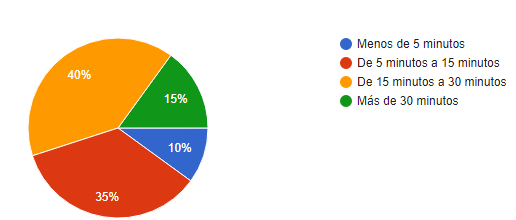 40%
15%
10%
35%
Menos de 5 minutos
De 5 minutos a 15 minutos
De 15 minutos a 30 minutos
Más de 30 minutos